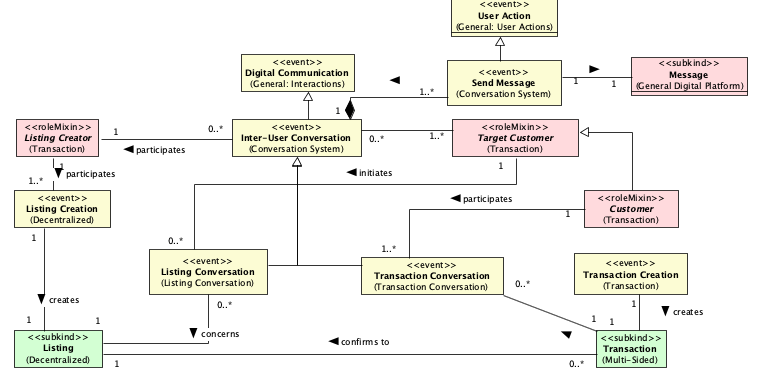 <<event>>
User Action
(General: User Actions)
<<event>>
Digital Communication
(General: Interactions)
<<event>>
Send Message
(Conversation System)
<<subkind>>
Message
(General Digital Platform)
1..*
1
1
1
<<roleMixin>>
Listing Creator
(Transaction)
1
0..*
participates
<<event>>
Inter-User Conversation
(Conversation System)
0..*
1..*
<<roleMixin>>
Target Customer
(Transaction)
1
participates
1..*
initiates
1
<<event>>
Listing Creation
(Decentralized)
1
participates
1
<<roleMixin>>
Customer
(Transaction)
0..*
1..*
<<event>>
Listing Conversation
(Listing Conversation)
<<event>>
Transaction Conversation
(Transaction Conversation)
<<event>>
Transaction Creation
(Transaction)
0..*
0..*
creates
1
creates
1
1
1
1
concerns
<<subkind>>
Listing
(Decentralized)
confirms to
1
0..*
<<subkind>>
Transaction
(Multi-Sided)